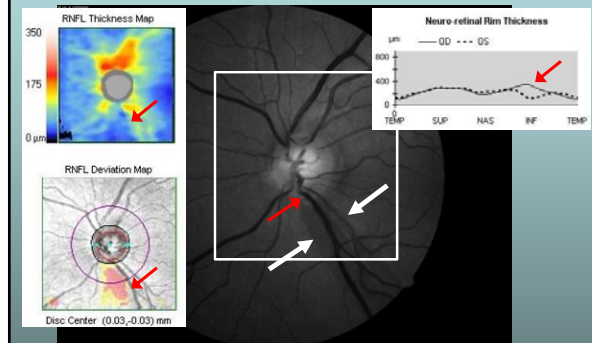 RNFL Thickness Map
350
175
0 µm
RNFL Deviation Map
Disc Center (0.03,-0.03) mm
Neuro-retinal Rim Thickness
µm
OD
OS
800
400
0
TEMP SUP NAS INF TEMP